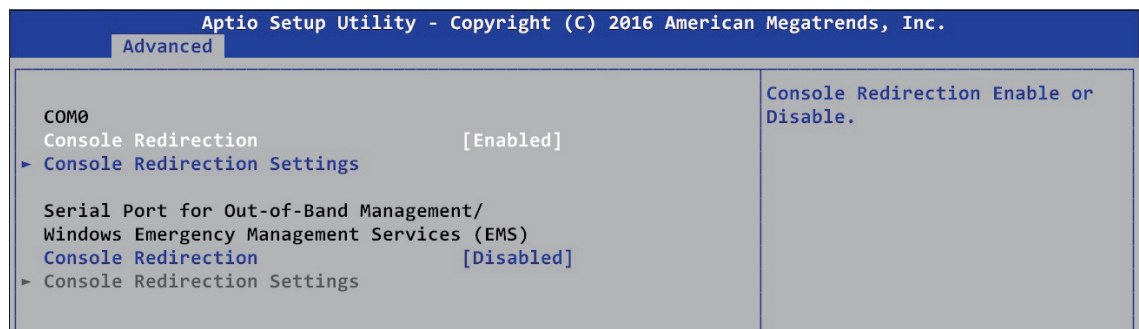 Aptio Setup Utility - Copyright (C) 2016 American Megatrends, Inc.
Advanced
COM0
Console Redirection [Enabled]
► Console Redirection Settings
Serial Port for Out-of-Band Management/
Windows Emergency Management Services (EMS)
Console Redirection [Disabled]
► Console Redirection Settings
Console Redirection Enable or
Disable.